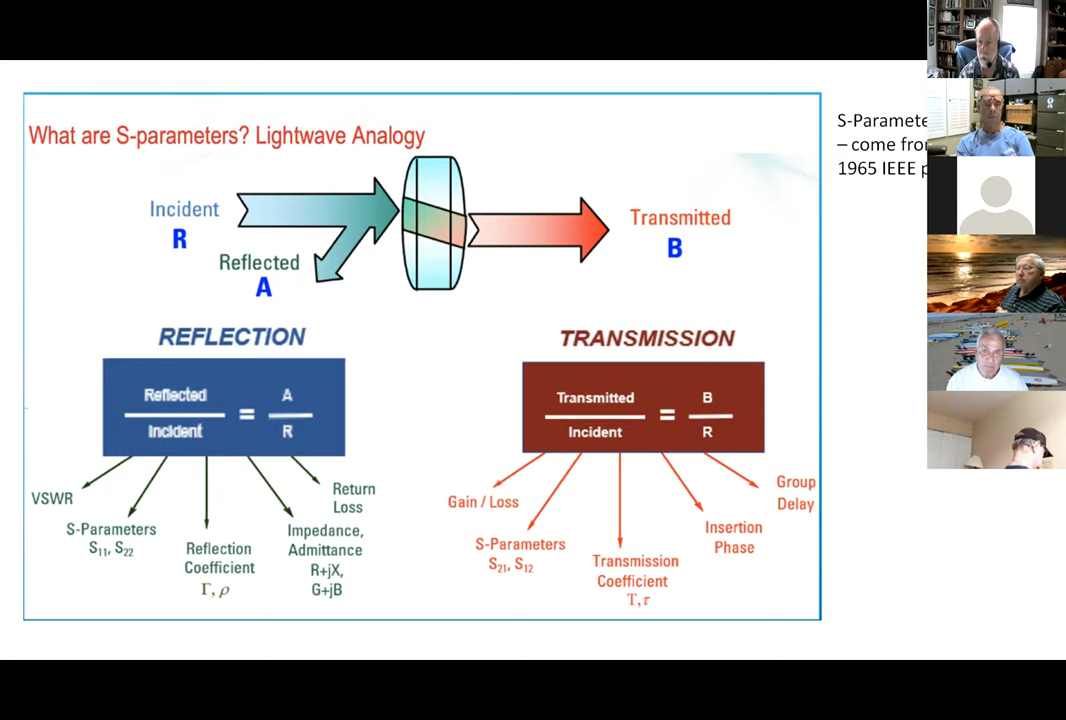 What are S-parameters? Lightwave Analogy
Incident
R
Reflected
A
Transmitted
B
REFLECTION
Reflected
Incident
=
A
R
VSWR
S-Parameters
S₁₁, S₂₂
Reflection
Coefficient
Γ, ρ
Impedance,
Admittance
R+jX,
G+jB
Return
Loss
TRANSMISSION
Transmitted
Incident
=
B
R
Gain / Loss
S-Parameters
S₂₁, S₁₂
Transmission
Coefficient
T, τ
Insertion
Phase
Group
Delay
– come
1965 IEEE